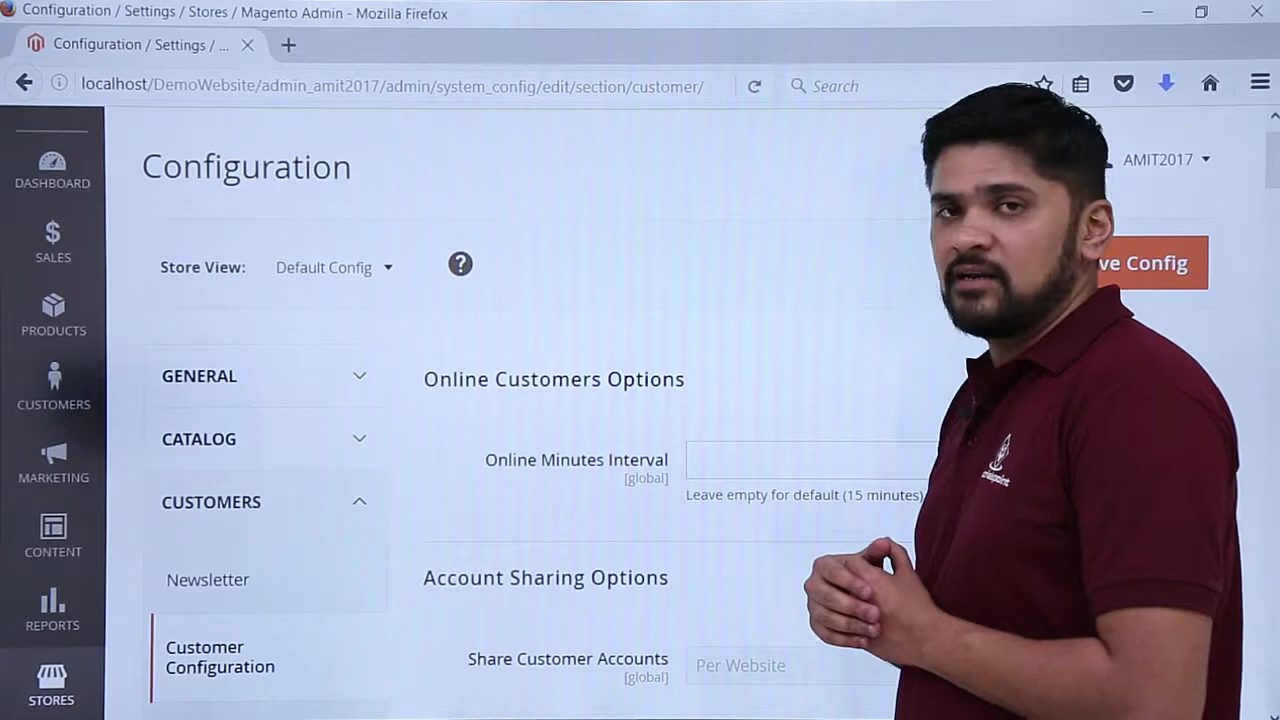 Configuration / Settings / Stores / Magento Admin - Mozilla Firefox
Configuration / Settings / ...
localhost/DemoWebsite/admin_amit2017/admin/system_config/edit/section/customer/
Search
DASHBOARD
SALES
PRODUCTS
CUSTOMERS
MARKETING
CONTENT
REPORTS
STORES
Configuration
AMIT2017
Store View:
Default Config
?
ve Config
GENERAL
CATALOG
CUSTOMERS
Newsletter
Customer
Configuration
Online Customers Options
Online Minutes Interval
[global]
Leave empty for default (15 minutes)
Account Sharing Options
Share Customer Accounts
[global]
Per Website